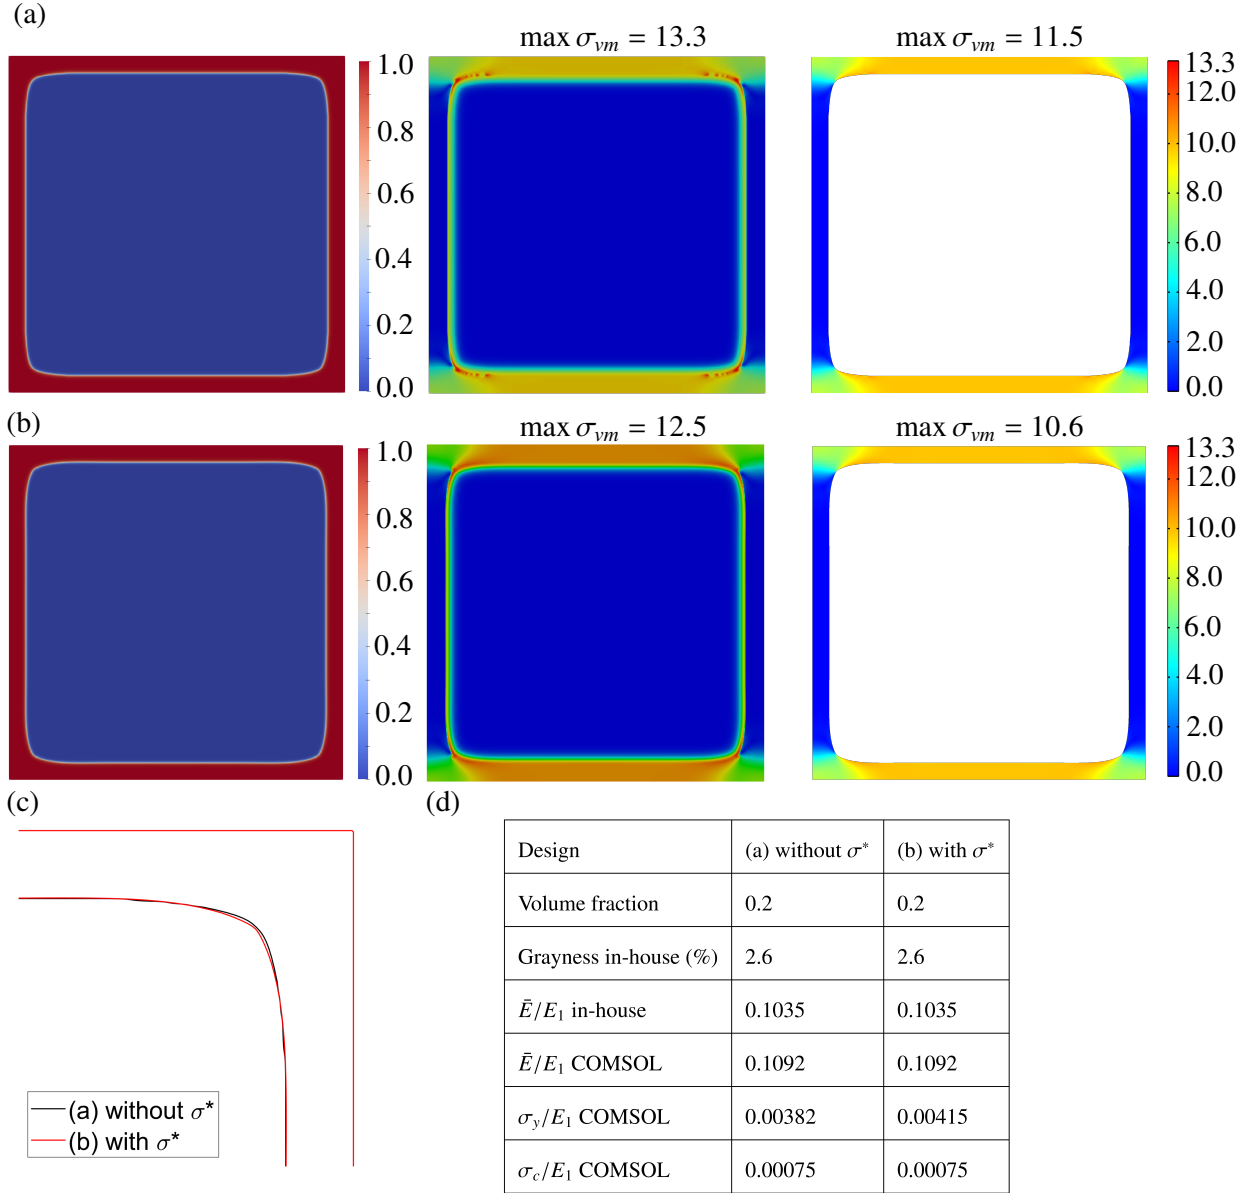 (a)
max σvm = 13.3
max σvm = 11.5
1.0
0.8
0.6
0.4
0.2
0.0
13.3
12.0
10.0
8.0
6.0
4.0
2.0
0.0
(b)
max σvm = 12.5
max σvm = 10.6
1.0
0.8
0.6
0.4
0.2
0.0
13.3
12.0
10.0
8.0
6.0
4.0
2.0
0.0
(c)
(a) without σ*
(b) with σ*
(d)
Design (a) without σ* (b) with σ*
Volume fraction 0.2 0.2
Grayness in-house (%) 2.6 2.6
Ē/E₁ in-house 0.1035 0.1035
Ē/E₁ COMSOL 0.1092 0.1092
σy/E₁ COMSOL 0.00382 0.00415
σc/E₁ COMSOL 0.00075 0.00075